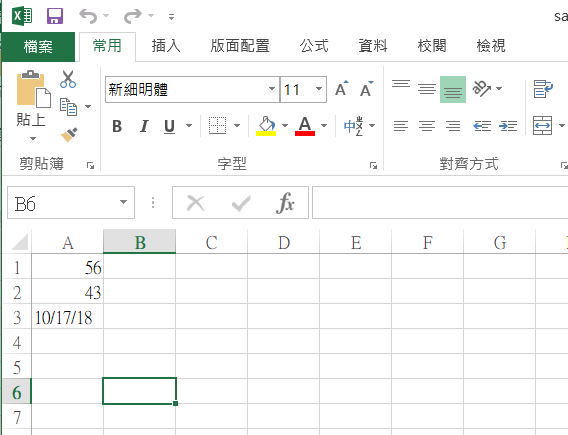 sa
檔案 常用 插入 版面配置 公式 資料 校閱 檢視
新細明體 11 A A
貼上
B I U A 中
剪貼簿 字型 對齊方式
B6 fx
A B C D E F G
1 56
2 43
3 10/17/18
4
5
6
7